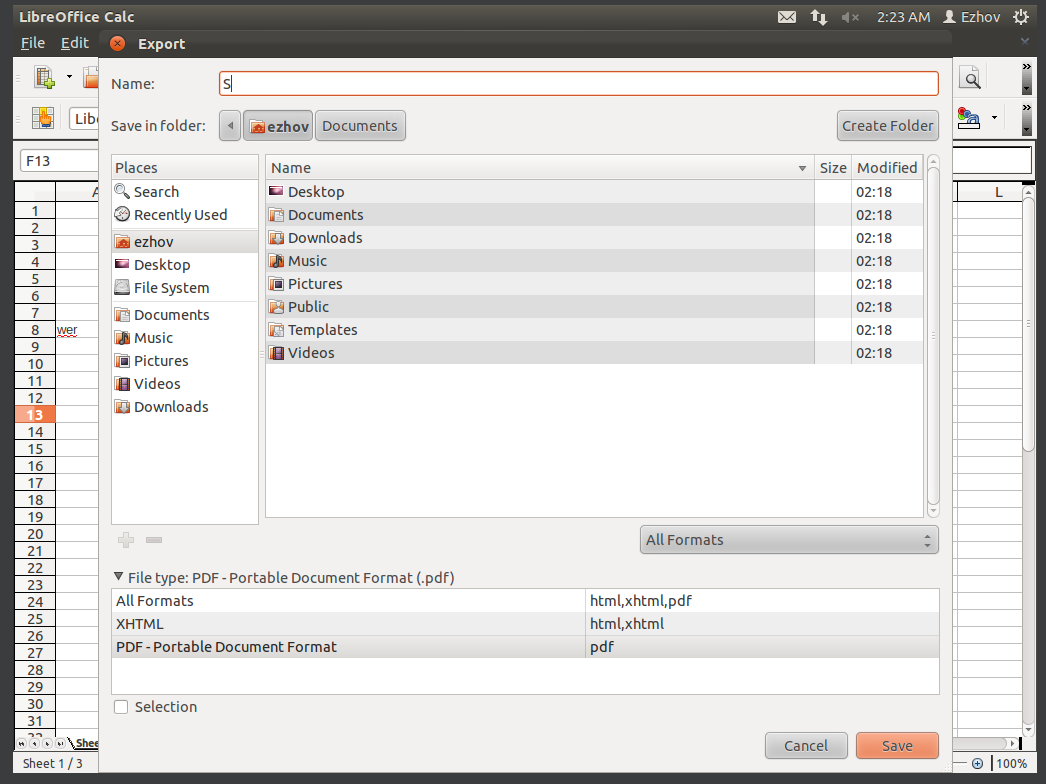 LibreOffice Calc
2:23 AM Ezhov
File Edit
Export
Name: S
Save in folder: ezhov Documents Create Folder
Libe
F13
Places
Search
Recently Used
ezhov
Desktop
File System
Documents
Music
Pictures
Videos
Downloads
Name Size Modified
Desktop 02:18
Documents 02:18
Downloads 02:18
Music 02:18
Pictures 02:18
Public 02:18
Templates 02:18
Videos 02:18
A L
1
2
3
4
5
6
7
8 wer
9
10
11
12
13
14
15
16
17
18
19
20
21
22
23
24
25
26
27
28
29
30
31
All Formats
File type: PDF - Portable Document Format (.pdf)
All Formats html,xhtml,pdf
XHTML html,xhtml
PDF - Portable Document Format pdf
Selection
Cancel Save
Shee
Sheet 1 / 3 100%